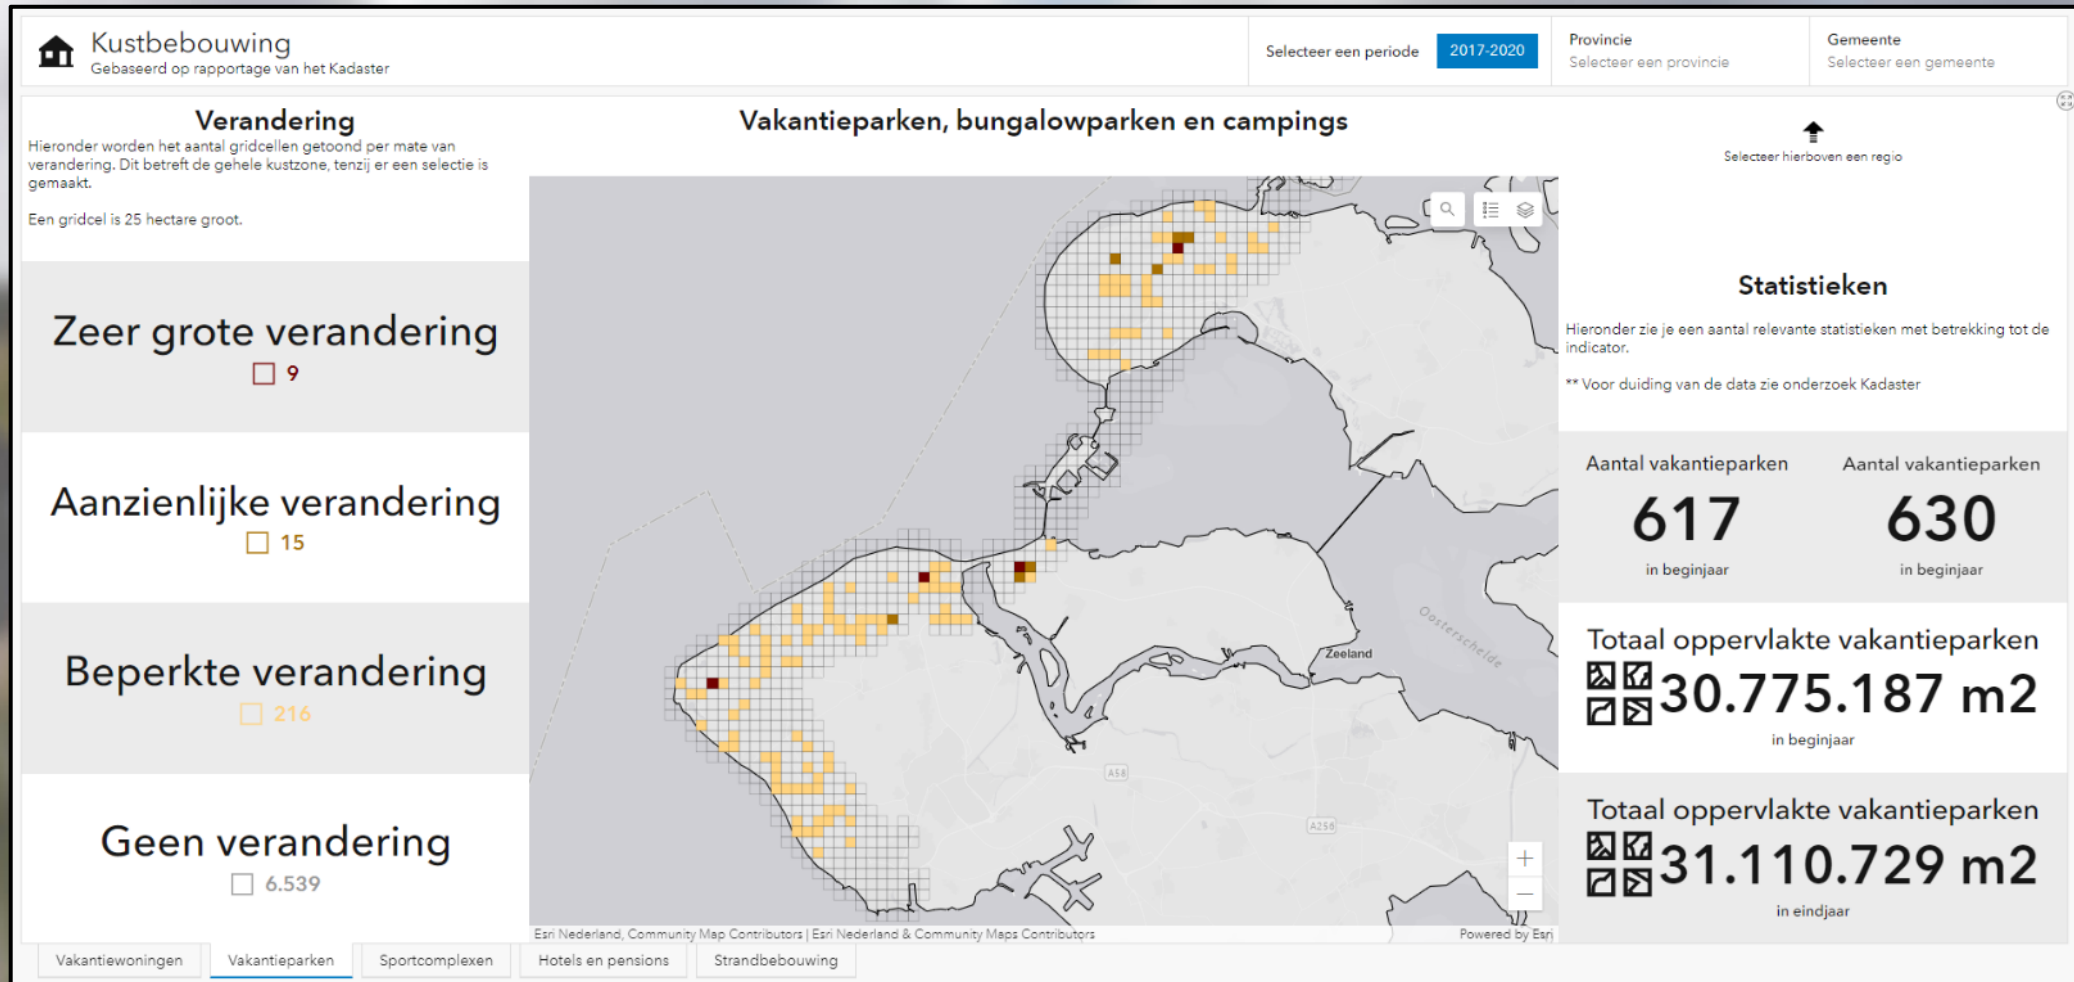 Kustbebouwing
Gebaseerd op rapportage van het Kadaster
Selecteer een periode
2017-2020
Provincie
Selecteer een provincie
Gemeente
Selecteer een gemeente
Verandering
Hieronder worden het aantal gridcellen getoond per mate van
verandering. Dit betreft de gehele kustzone, tenzij er een selectie is
gemaakt.
Een gridcel is 25 hectare groot.
Zeer grote verandering
9
Aanzienlijke verandering
15
Beperkte verandering
216
Geen verandering
6.539
Vakantieparken, bungalowparken en campings
Oosterschelde
Zeeland
A58
A256
+
−
Esri Nederland, Community Map Contributors | Esri Nederland & Community Maps Contributors
Powered by Esri
Selecteer hierboven een regio
Statistieken
Hieronder zie je een aantal relevante statistieken met betrekking tot de
indicator.
** Voor duiding van de data zie onderzoek Kadaster
Aantal vakantieparken
617
in beginjaar
Aantal vakantieparken
630
in beginjaar
Totaal oppervlakte vakantieparken
30.775.187 m2
in beginjaar
Totaal oppervlakte vakantieparken
31.110.729 m2
in eindjaar
Vakantiewoningen
Vakantieparken
Sportcomplexen
Hotels en pensions
Strandbebouwing